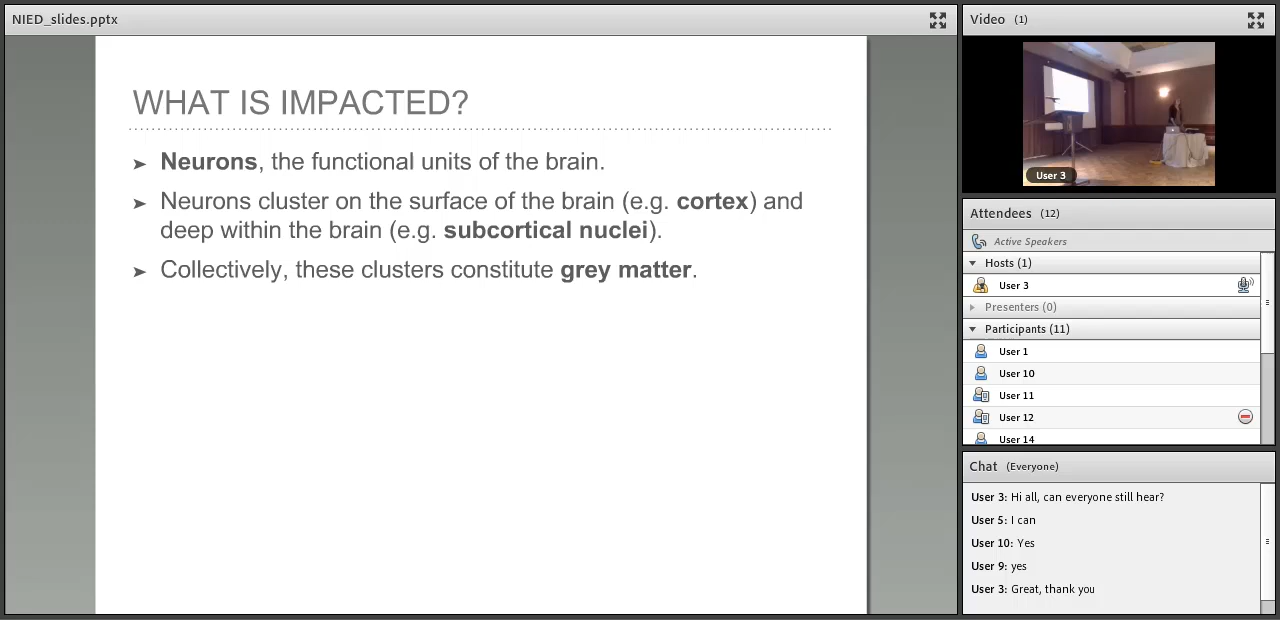 NIED_slides.pptx
WHAT IS IMPACTED?
➤ Neurons, the functional units of the brain.
➤ Neurons cluster on the surface of the brain (e.g. cortex) and
deep within the brain (e.g. subcortical nuclei).
➤ Collectively, these clusters constitute grey matter.
Video (1)
User 3
Attendees (12)
Active Speakers
Hosts (1)
User 3
Presenters (0)
Participants (11)
User 1
User 10
User 11
User 12
User 14
Chat (Everyone)
User 3: Hi all, can everyone still hear?
User 5: I can
User 10: Yes
User 9: yes
User 3: Great, thank you